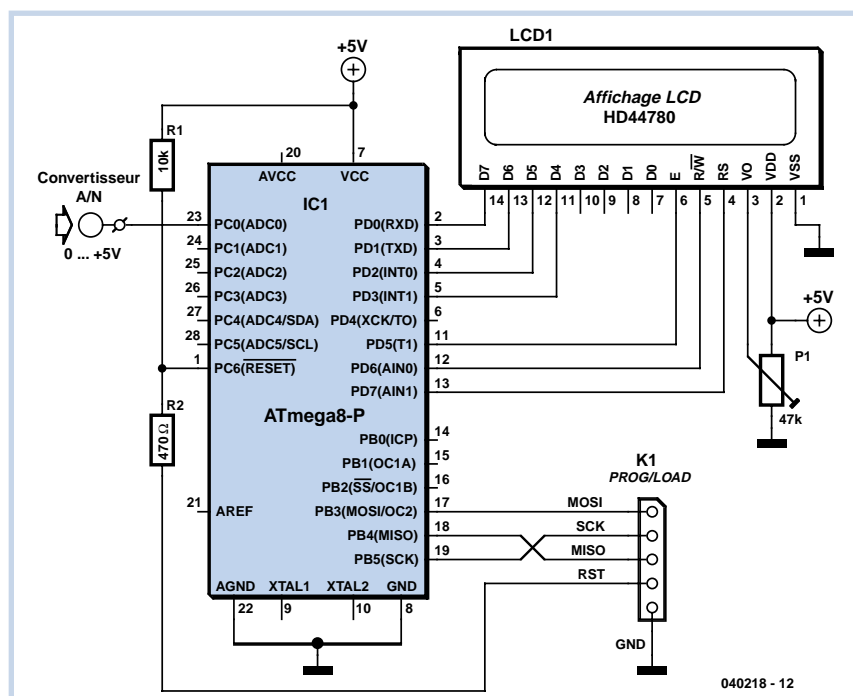 LCD1
+5V
Affichage LCD
HD44780
D7 D6 D5 D4 D3 D2 D1 D0 E R/W RS VO VDD VSS
14 13 12 11 10 9 8 7 6 5 4 3 2 1
R1
10k
Convertisseur
A/N
0 ... +5V
20 7
AVCC VCC
IC1
23 PC0(ADC0) PD0(RXD) 2
24 PC1(ADC1) PD1(TXD) 3
25 PC2(ADC2) PD2(INT0) 4
26 PC3(ADC3) PD3(INT1) 5
27 PC4(ADC4/SDA) PD4(XCK/TO) 6
28 PC5(ADC5/SCL) PD5(T1) 11
1 PC6(RESET) PD6(AIN0) 12
PD7(AIN1) 13
ATmega8-P
PB0(ICP) 14
PB1(OC1A) 15
PB2(SS/OC1B) 16
21 AREF PB3(MOSI/OC2) 17
PB4(MISO) 18
PB5(SCK) 19
AGND XTAL1 XTAL2 GND
22 9 10 8
R2
470Ω
+5V
P1
47k
K1
PROG/LOAD
MOSI
SCK
MISO
RST
GND
040218 - 12